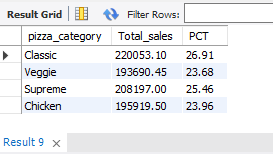 Result Grid Filter Rows:
pizza_category Total_sales PCT
Classic 220053.10 26.91
Veggie 193690.45 23.68
Supreme 208197.00 25.46
Chicken 195919.50 23.96
Result 9 ×